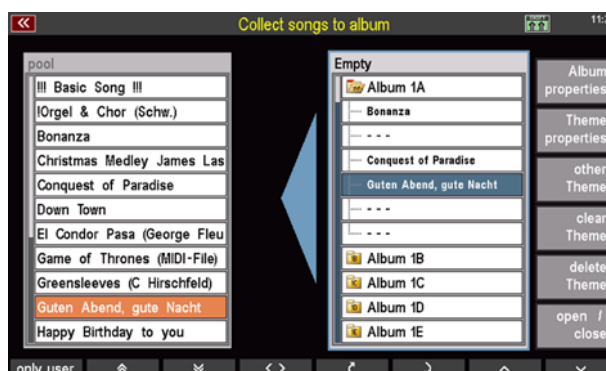 Collect songs to album
pool
!!! Basic Song !!!
!Orgel & Chor (Schw.)
Bonanza
Christmas Medley James Las
Conquest of Paradise
Down Town
El Condor Pasa (George Fleu
Game of Thrones (MIDI-File)
Greensleeves (C Hirschfeld)
Guten Abend, gute Nacht
Happy Birthday to you
Empty
Album 1A
Bonanza
- - -
Conquest of Paradise
Guten Abend, gute Nacht
- - -
- - -
Album 1B
Album 1C
Album 1D
Album 1E
Album
properties
Theme
properties
other
Theme
clear
Theme
delete
Theme
open /
close
only user